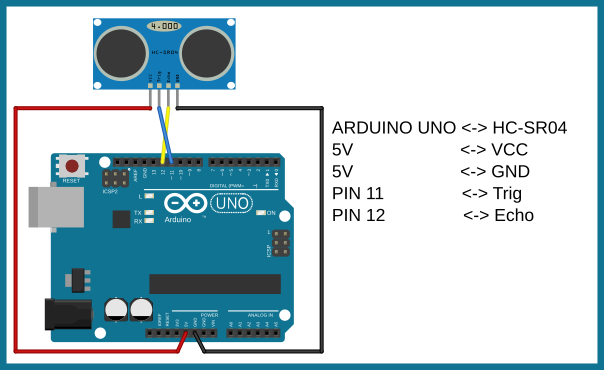 4.000
HC-SR04
Vcc Trig Echo GND
ARDUINO UNO <-> HC-SR04
5V <-> VCC
5V <-> GND
PIN 11 <-> Trig
PIN 12 <-> Echo
RESET
ICSP2
AREF
GND
13
12
~11
~10
~9
8
7
~6
~5
4
~3
2
TX0 1
RX0 0
DIGITAL (PWM~)
L
TX
RX
UNO
ON
Arduino
ICSP
1
IOREF
RESET
3V3
5V
GND
GND
VIN
POWER
ANALOG IN
A0
A1
A2
A3
A4
A5